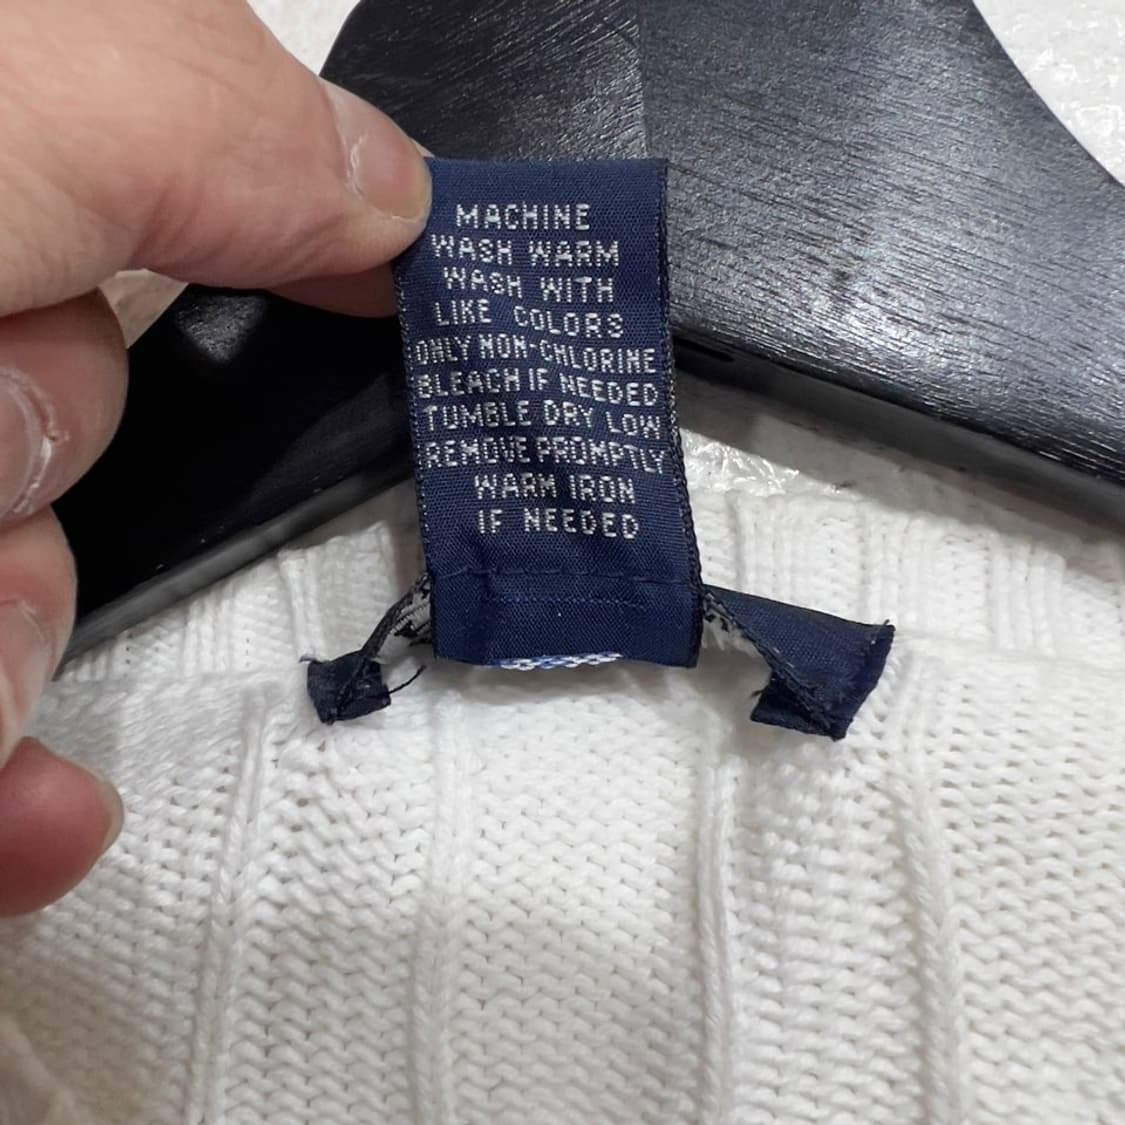 MACHINE
WASH WARM
WASH WITH
LIKE COLORS
ONLY NON-CHLORINE
BLEACH IF NEEDED
TUMBLE DRY LOW
REMOVE PROMPTLY
WARM IRON
IF NEEDED